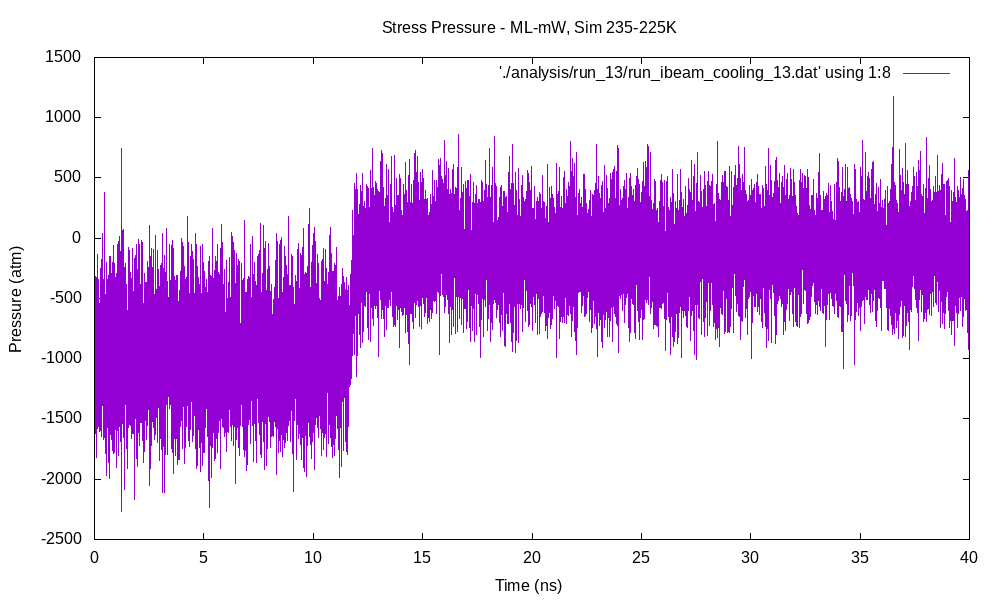 Stress Pressure - ML-mW, Sim 235-225K
'./analysis/run_13/run_ibeam_cooling_13.dat' using 1:8
1500
1000
500
0
-500
-1000
-1500
-2000
-2500
Pressure (atm)
0 5 10 15 20 25 30 35 40
Time (ns)